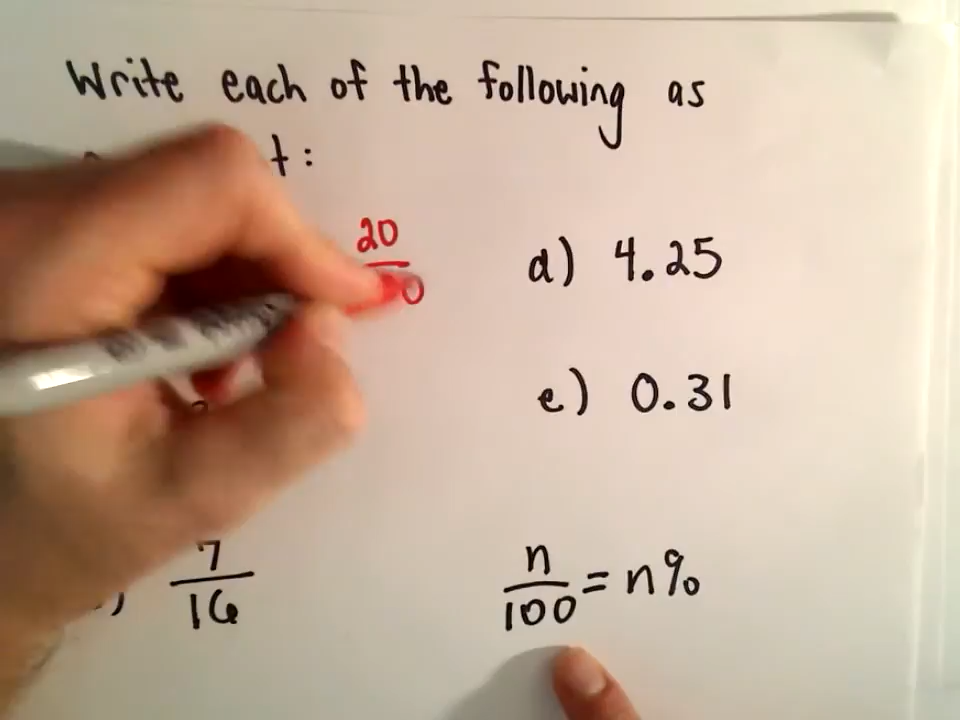 Write each of the following as
t:
20
d) 4.25
e) 0.31
7
16
n
100 = n%